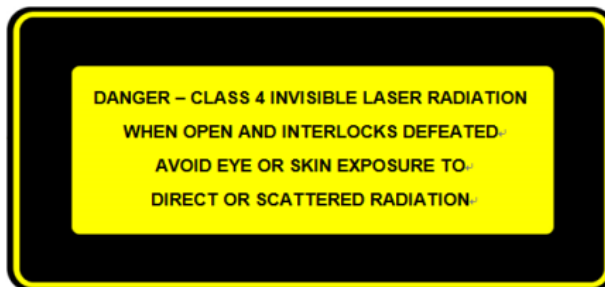 DANGER – CLASS 4 INVISIBLE LASER RADIATION
WHEN OPEN AND INTERLOCKS DEFEATED
AVOID EYE OR SKIN EXPOSURE TO
DIRECT OR SCATTERED RADIATION